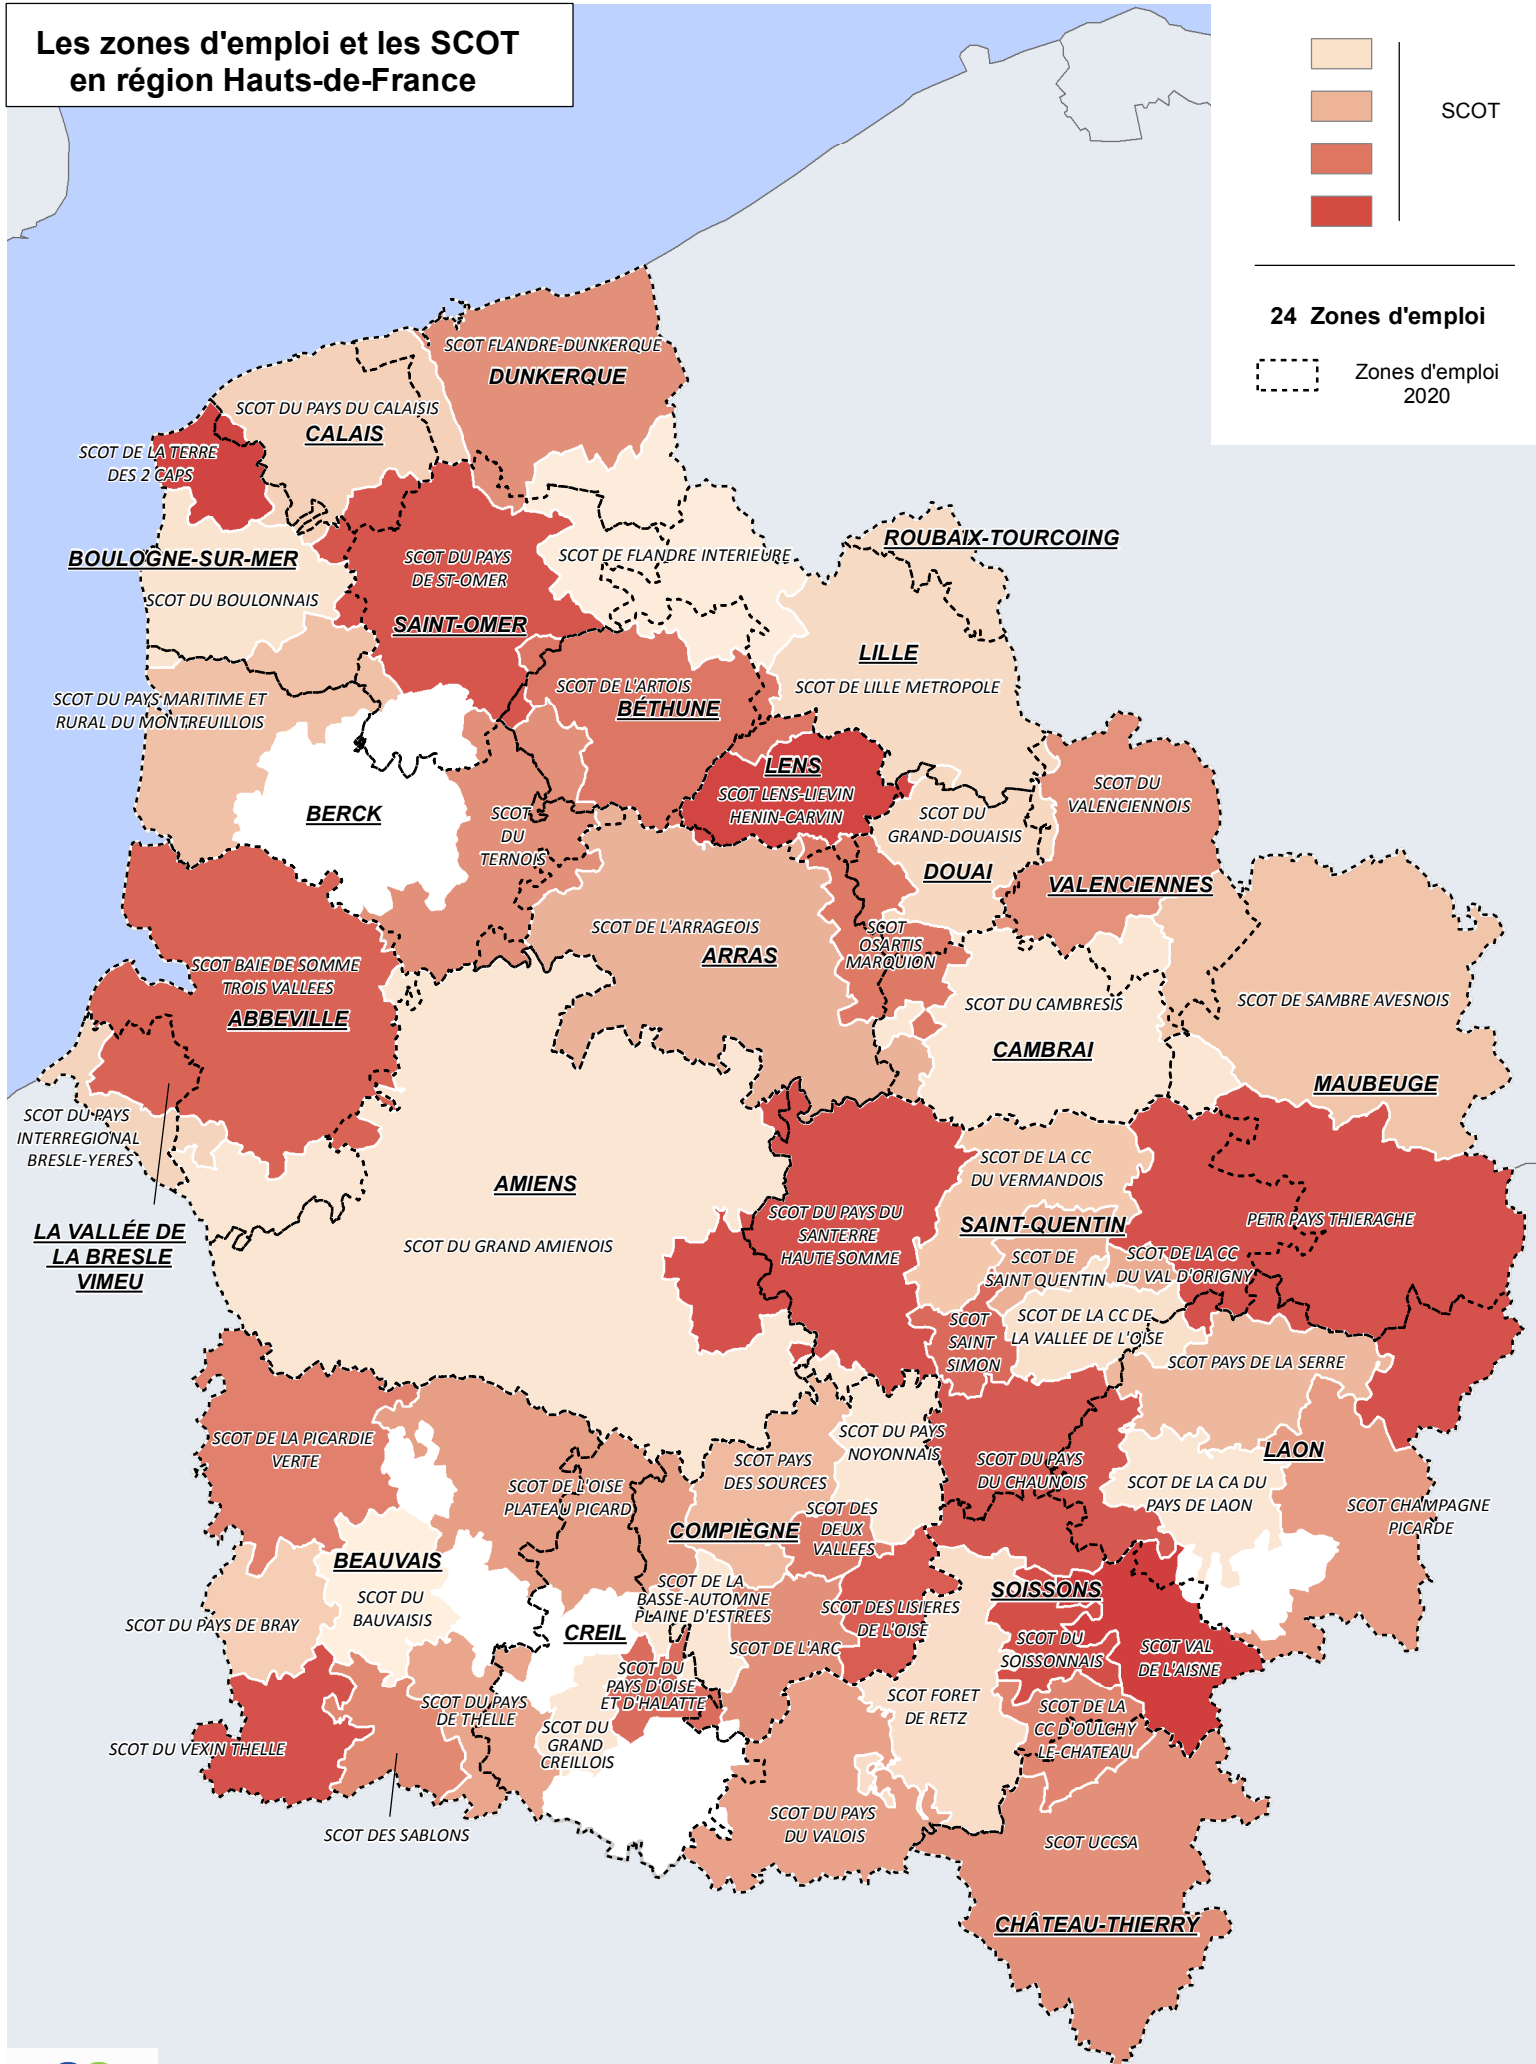 Les zones d'emploi et les SCOT
en région Hauts-de-France
SCOT
24 Zones d'emploi
Zones d'emploi
2020
SCOT FLANDRE-DUNKERQUE
DUNKERQUE
SCOT DU PAYS DU CALAISIS
CALAIS
SCOT DE LA TERRE
DES 2 CAPS
BOULOGNE-SUR-MER
SCOT DU BOULONNAIS
SCOT DU PAYS
DE ST-OMER
SAINT-OMER
SCOT DE FLANDRE INTERIEURE
ROUBAIX-TOURCOING
LILLE
SCOT DE LILLE METROPOLE
SCOT DU PAYS MARITIME ET
RURAL DU MONTREUILLOIS
SCOT DE L'ARTOIS
BÉTHUNE
LENS
SCOT LENS-LIEVIN
HENIN-CARVIN
BERCK
SCOT
DU
TERNOIS
SCOT DU
GRAND-DOUAISIS
DOUAI
SCOT DU
VALENCIENNOIS
VALENCIENNES
SCOT DE L'ARRAGEOIS
ARRAS
SCOT
OSARTIS
MARQUION
SCOT BAIE DE SOMME
TROIS VALLEES
ABBEVILLE
SCOT DU CAMBRESIS
CAMBRAI
SCOT DE SAMBRE AVESNOIS
MAUBEUGE
SCOT DU PAYS
INTERREGIONAL
BRESLE-YERES
LA VALLÉE DE
LA BRESLE
VIMEU
AMIENS
SCOT DU GRAND AMIENOIS
SCOT DU PAYS DU
SANTERRE
HAUTE SOMME
SCOT DE LA CC
DU VERMANDOIS
SAINT-QUENTIN
SCOT DE
SAINT QUENTIN
SCOT DE LA CC
DU VAL D'ORIGNY
PETR PAYS THIERACHE
SCOT
SAINT
SIMON
SCOT DE LA CC DE
LA VALLEE DE L'OISE
SCOT PAYS DE LA SERRE
SCOT DE LA PICARDIE
VERTE
SCOT DE L'OISE
PLATEAU PICARD
SCOT PAYS
DES SOURCES
SCOT DU PAYS
NOYONNAIS
SCOT DU PAYS
DU CHAUNOIS
LAON
SCOT DE LA CA DU
PAYS DE LAON
SCOT CHAMPAGNE
PICARDE
COMPIÈGNE
SCOT DES
DEUX
VALLEES
BEAUVAIS
SCOT DU
BAUVAISIS
SCOT DU PAYS DE BRAY
CREIL
SCOT DE LA
BASSE-AUTOMNE
PLAINE D'ESTREES
SCOT DE L'ARC
SCOT DES LISIERES
DE L'OISE
SOISSONS
SCOT DU
SOISSONNAIS
SCOT VAL
DE L'AISNE
SCOT DU
PAYS D'OISE
ET D'HALATTE
SCOT DU PAYS
DE THELLE
SCOT DU
GRAND
CREILLOIS
SCOT FORET
DE RETZ
SCOT DE LA
CC D'OULCHY
LE-CHATEAU
SCOT DU VEXIN THELLE
SCOT DES SABLONS
SCOT DU PAYS
DU VALOIS
SCOT UCCSA
CHÂTEAU-THIERRY